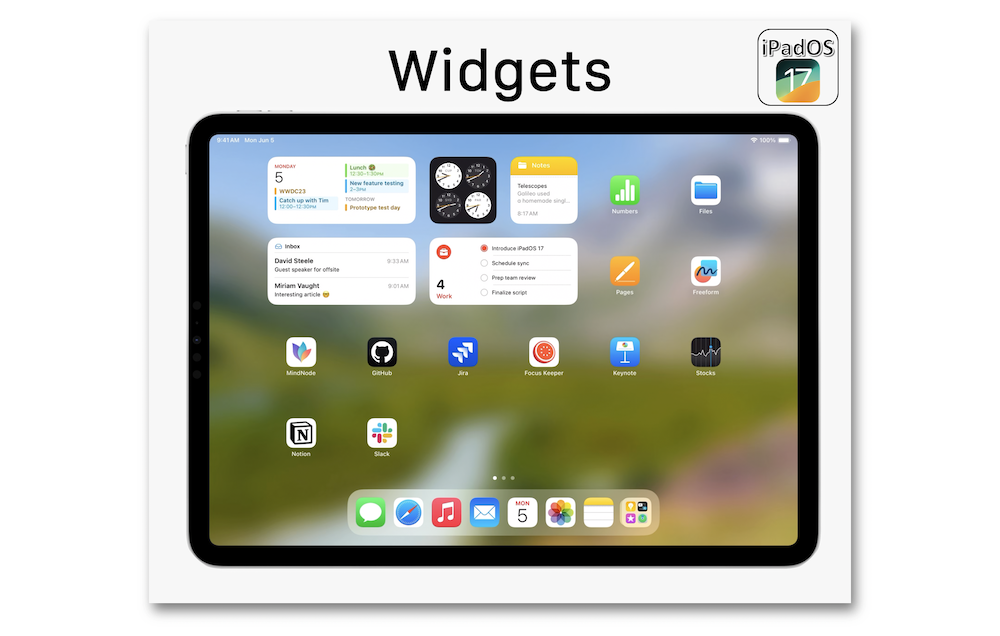 Widgets
iPadOS
17
9:41 AM Mon Jun 5
100%
MONDAY
5
WWDC23
Catch up with Tim
12:00–12:30PM
Lunch
12:30–1:30PM
New feature testing
2–3PM
TOMORROW
Prototype test day
Notes
Telescopes
Galileo used
a homemade singl...
8:17 AM
Numbers
Files
Inbox
David Steele 9:33 AM
Guest speaker for offsite
Miriam Vaught 9:01 AM
Interesting article 🤓
4
Work
Introduce iPadOS 17
Schedule sync
Prep team review
Finalize script
Pages
Freeform
MindNode
GitHub
Jira
Focus Keeper
Keynote
Stocks
N
Notion
Slack
MON
5